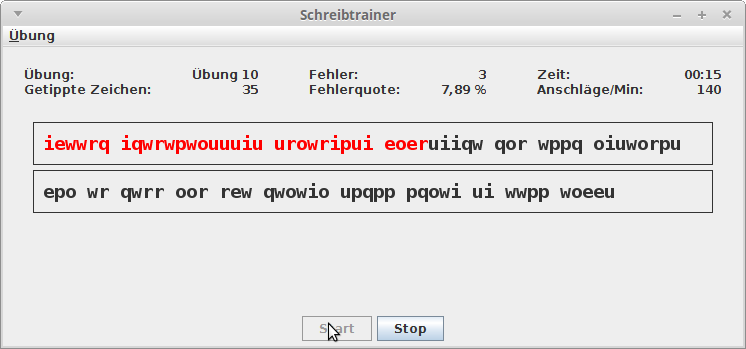 Schreibtrainer
Übung
Übung: Übung 10 Fehler: 3 Zeit: 00:15
Getippte Zeichen: 35 Fehlerquote: 7,89 % Anschläge/Min: 140
iewwrq iqwrwpwouuuiu urowripui eoeruiiqw qor wppq oiuworpu
epo wr qwrr oor rew qwowio upqpp pqowi ui wwpp woeeu
Start Stop